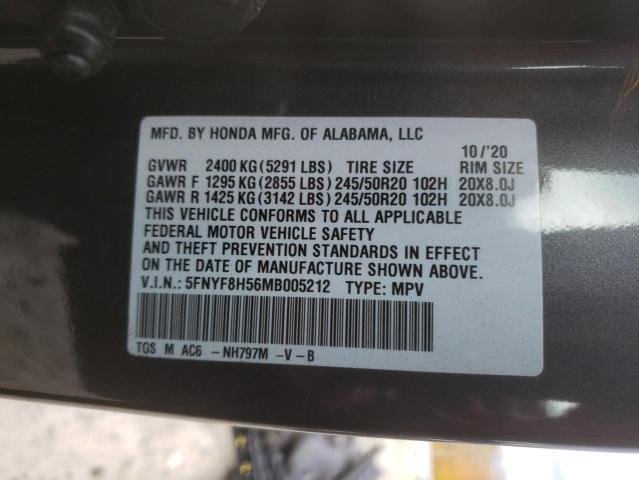 MFD. BY HONDA MFG. OF ALABAMA, LLC
10/'20
GVWR 2400 KG (5291 LBS) TIRE SIZE RIM SIZE
GAWR F 1295 KG (2855 LBS) 245/50R20 102H 20X8.0J
GAWR R 1425 KG (3142 LBS) 245/50R20 102H 20X8.0J
THIS VEHICLE CONFORMS TO ALL APPLICABLE
FEDERAL MOTOR VEHICLE SAFETY
AND THEFT PREVENTION STANDARDS IN EFFECT
ON THE DATE OF MANUFACTURE SHOWN ABOVE.
V.I.N.: 5FNYF8H56MB005212 TYPE: MPV
TGS M AC6 -NH797M -V-B